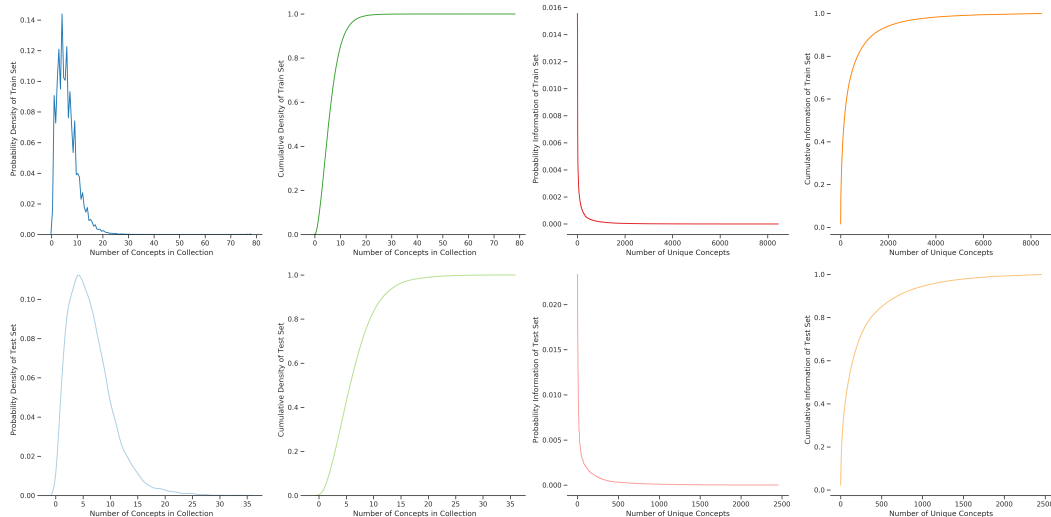 Probability Density of Train Set
0.14
0.12
0.10
0.08
0.06
0.04
0.02
0.00
0 10 20 30 40 50 60 70 80
Number of Concepts in Collection
Cumulative Density of Train Set
1.0
0.8
0.6
0.4
0.2
0.0
0 10 20 30 40 50 60 70 80
Number of Concepts in Collection
Probability Information of Train Set
0.016
0.014
0.012
0.010
0.008
0.006
0.004
0.002
0.000
0 2000 4000 6000 8000
Number of Unique Concepts
Cumulative Information of Train Set
1.0
0.8
0.6
0.4
0.2
0.0
0 2000 4000 6000 8000
Number of Unique Concepts
Probability Density of Test Set
0.10
0.08
0.06
0.04
0.02
0.00
0 5 10 15 20 25 30 35
Number of Concepts in Collection
Cumulative Density of Test Set
1.0
0.8
0.6
0.4
0.2
0.0
0 5 10 15 20 25 30 35
Number of Concepts in Collection
Probability Information of Test Set
0.020
0.015
0.010
0.005
0.000
0 500 1000 1500 2000 2500
Number of Unique Concepts
Cumulative Information of Test Set
1.0
0.8
0.6
0.4
0.2
0.0
0 500 1000 1500 2000 2500
Number of Unique Concepts